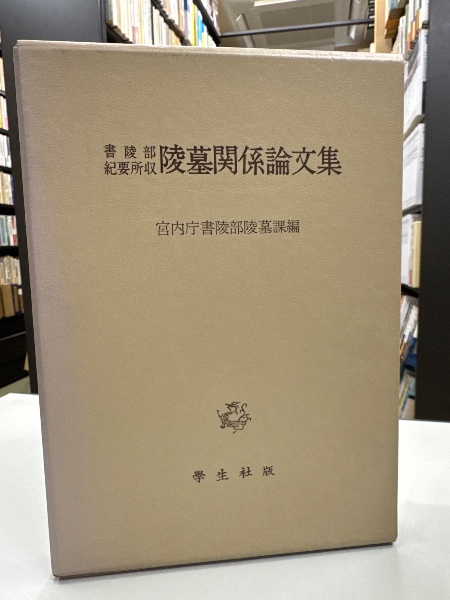 書陵部紀要所収 陵墓関係論文集
宮内庁書陵部陵墓課編
學生社版